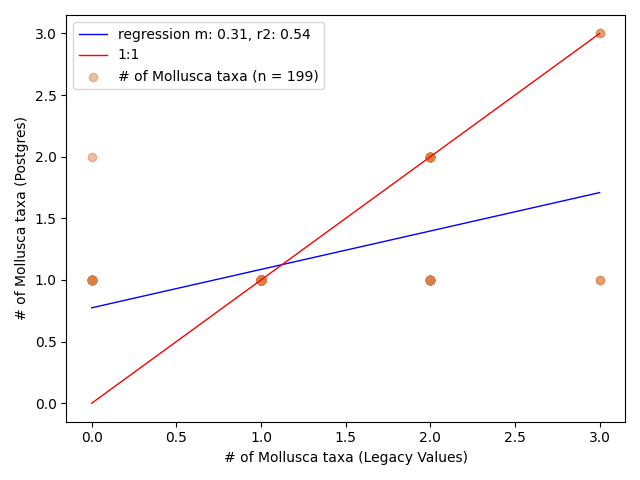 regression m: 0.31, r2: 0.54
1:1
# of Mollusca taxa (n = 199)
# of Mollusca taxa (Postgres)
3.0
2.5
2.0
1.5
1.0
0.5
0.0
0.0 0.5 1.0 1.5 2.0 2.5 3.0
# of Mollusca taxa (Legacy Values)